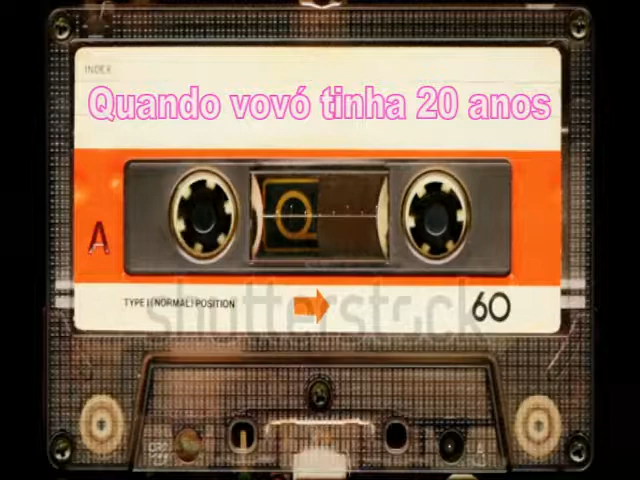 INDEX
Quando vovó tinha 20 anos
A
TYPE I (NORMAL) POSITION
60
shutterstock